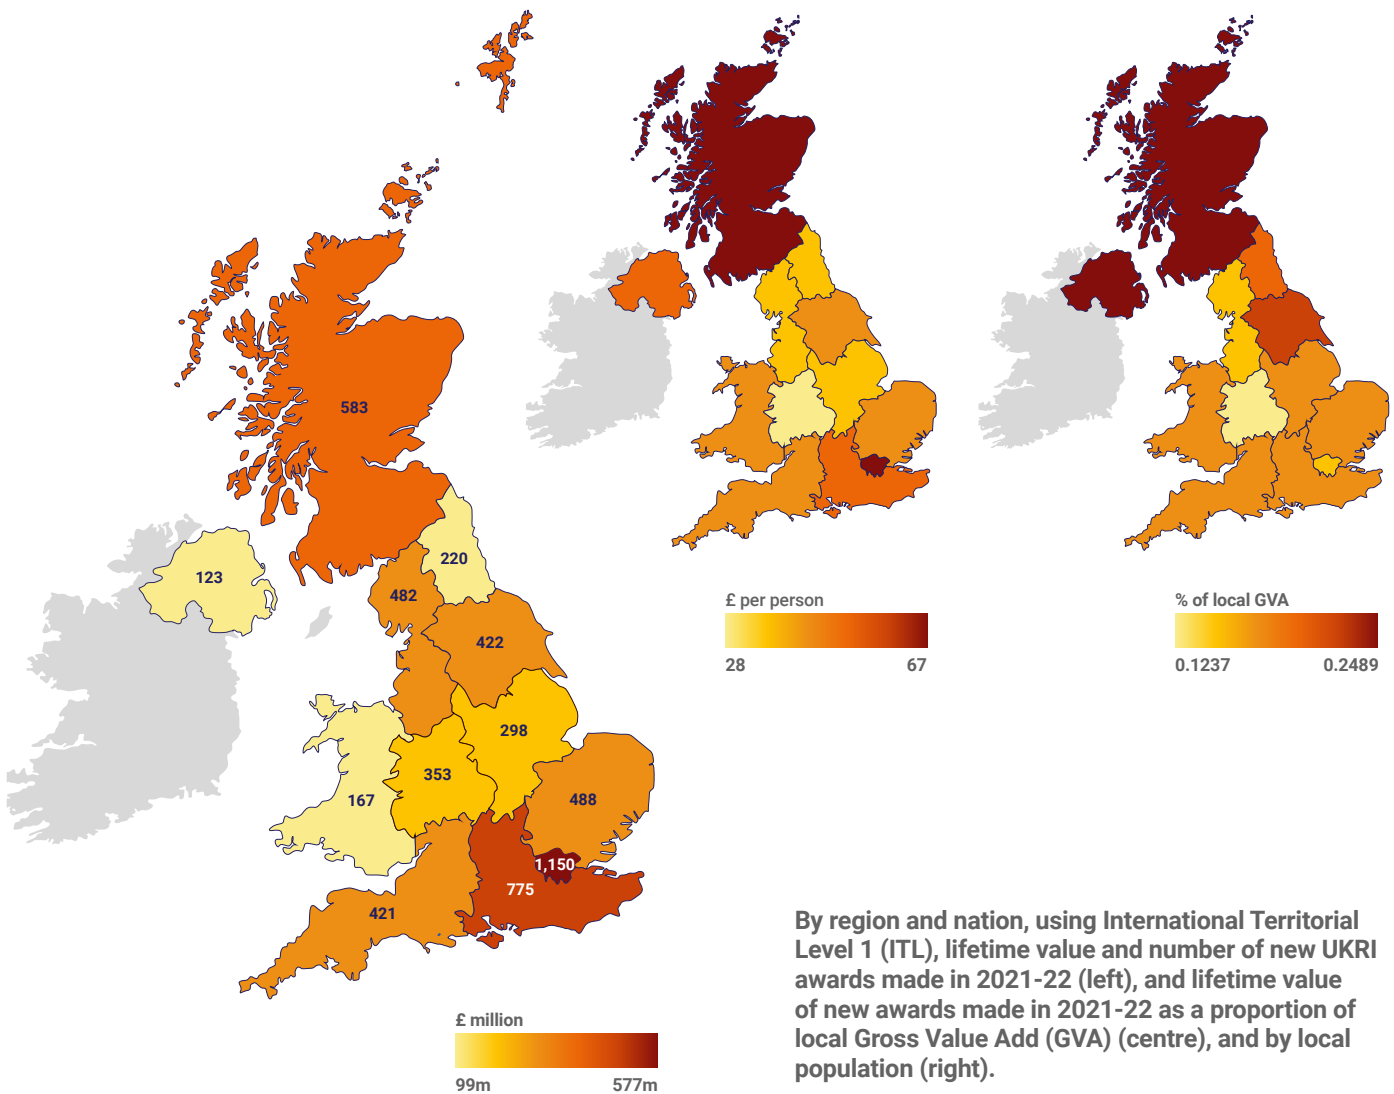 583
123
220
482
422
298
353
167
488
1,150
775
421
£ million
99m 577m
£ per person
28 67
% of local GVA
0.1237 0.2489
By region and nation, using International Territorial
Level 1 (ITL), lifetime value and number of new UKRI
awards made in 2021-22 (left), and lifetime value
of new awards made in 2021-22 as a proportion of
local Gross Value Add (GVA) (centre), and by local
population (right).